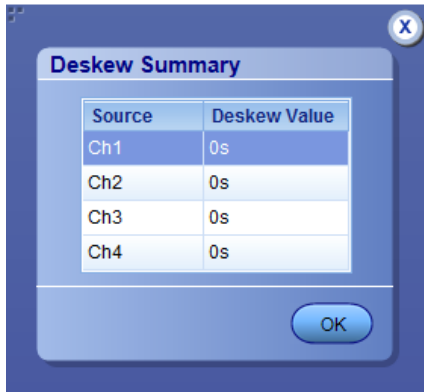 X
Deskew Summary
Source Deskew Value
Ch1 0s
Ch2 0s
Ch3 0s
Ch4 0s
OK